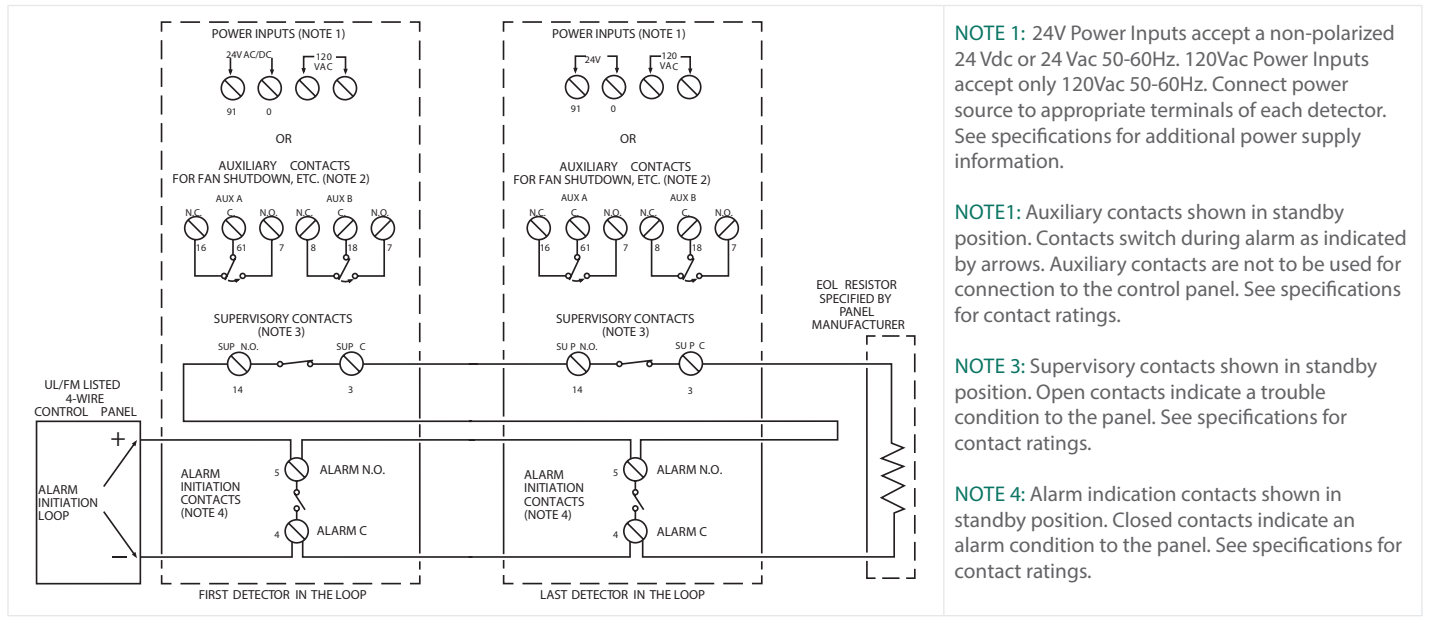 POWER INPUTS (NOTE 1)
24V AC/DC
120
VAC
91
0
OR
AUXILIARY CONTACTS
FOR FAN SHUTDOWN, ETC. (NOTE 2)
AUX A
AUX B
N.C.
C.
N.O.
N.C.
C.
N.O.
16
61
7
8
18
7
SUPERVISORY CONTACTS
(NOTE 3)
SUP N.O.
SUP C
14
3
POWER INPUTS (NOTE 1)
24V
120
VAC
91
0
OR
AUXILIARY CONTACTS
FOR FAN SHUTDOWN, ETC. (NOTE 2)
AUX A
AUX B
N.C.
C.
N.O.
N.C.
C.
N.O.
16
61
7
8
18
7
SUPERVISORY CONTACTS
(NOTE 3)
SU P N.O.
SU P C
14
3
EOL RESISTOR
SPECIFIED BY
PANEL
MANUFACTURER
UL/FM LISTED
4-WIRE
CONTROL PANEL
+
ALARM
INITIATION
LOOP
–
ALARM
INITIATION
CONTACTS
(NOTE 4)
5
ALARM N.O.
4
ALARM C
FIRST DETECTOR IN THE LOOP
ALARM
INITIATION
CONTACTS
(NOTE 4)
5
ALARM N.O.
4
ALARM C
LAST DETECTOR IN THE LOOP
NOTE 1: 24V Power Inputs accept a non-polarized
24 Vdc or 24 Vac 50-60Hz. 120Vac Power Inputs
accept only 120Vac 50-60Hz. Connect power
source to appropriate terminals of each detector.
See specifications for additional power supply
information.
NOTE1: Auxiliary contacts shown in standby
position. Contacts switch during alarm as indicated
by arrows. Auxiliary contacts are not to be used for
connection to the control panel. See specifications
for contact ratings.
NOTE 3: Supervisory contacts shown in standby
position. Open contacts indicate a trouble
condition to the panel. See specifications for
contact ratings.
NOTE 4: Alarm indication contacts shown in
standby position. Closed contacts indicate an
alarm condition to the panel. See specifications for
contact ratings.